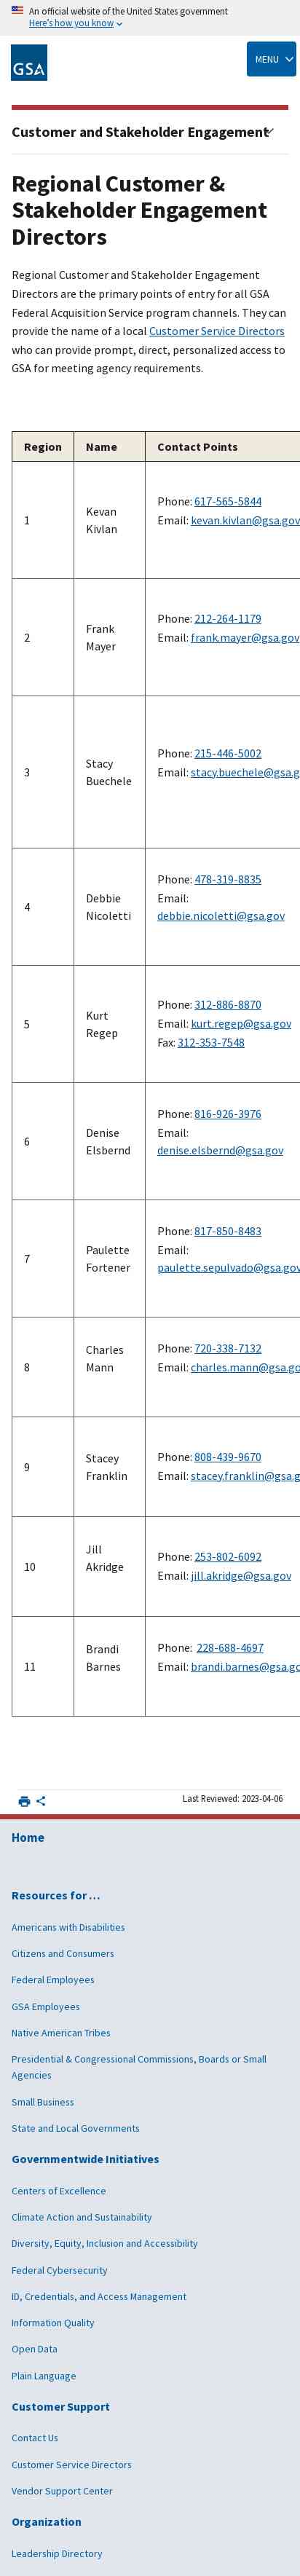 An official website of the United States government
Here's how you know
GSA
MENU
Customer and Stakeholder Engagement
Regional Customer &
Stakeholder Engagement
Directors
Regional Customer and Stakeholder Engagement
Directors are the primary points of entry for all GSA
Federal Acquisition Service program channels. They can
provide the name of a local Customer Service Directors
who can provide prompt, direct, personalized access to
GSA for meeting agency requirements.
Region Name Contact Points
1 Kevan Kivlan Phone: 617-565-5844
Email: kevan.kivlan@gsa.gov
2 Frank Mayer Phone: 212-264-1179
Email: frank.mayer@gsa.gov
3 Stacy Buechele Phone: 215-446-5002
Email: stacy.buechele@gsa.g
4 Debbie Nicoletti Phone: 478-319-8835
Email:
debbie.nicoletti@gsa.gov
5 Kurt Regep Phone: 312-886-8870
Email: kurt.regep@gsa.gov
Fax: 312-353-7548
6 Denise Elsbernd Phone: 816-926-3976
Email:
denise.elsbernd@gsa.gov
7 Paulette Fortener Phone: 817-850-8483
Email:
paulette.sepulvado@gsa.gov
8 Charles Mann Phone: 720-338-7132
Email: charles.mann@gsa.go
9 Stacey Franklin Phone: 808-439-9670
Email: stacey.franklin@gsa.g
10 Jill Akridge Phone: 253-802-6092
Email: jill.akridge@gsa.gov
11 Brandi Barnes Phone: 228-688-4697
Email: brandi.barnes@gsa.go
Last Reviewed: 2023-04-06
Home
Resources for …
Americans with Disabilities
Citizens and Consumers
Federal Employees
GSA Employees
Native American Tribes
Presidential & Congressional Commissions, Boards or Small
Agencies
Small Business
State and Local Governments
Governmentwide Initiatives
Centers of Excellence
Climate Action and Sustainability
Diversity, Equity, Inclusion and Accessibility
Federal Cybersecurity
ID, Credentials, and Access Management
Information Quality
Open Data
Plain Language
Customer Support
Contact Us
Customer Service Directors
Vendor Support Center
Organization
Leadership Directory